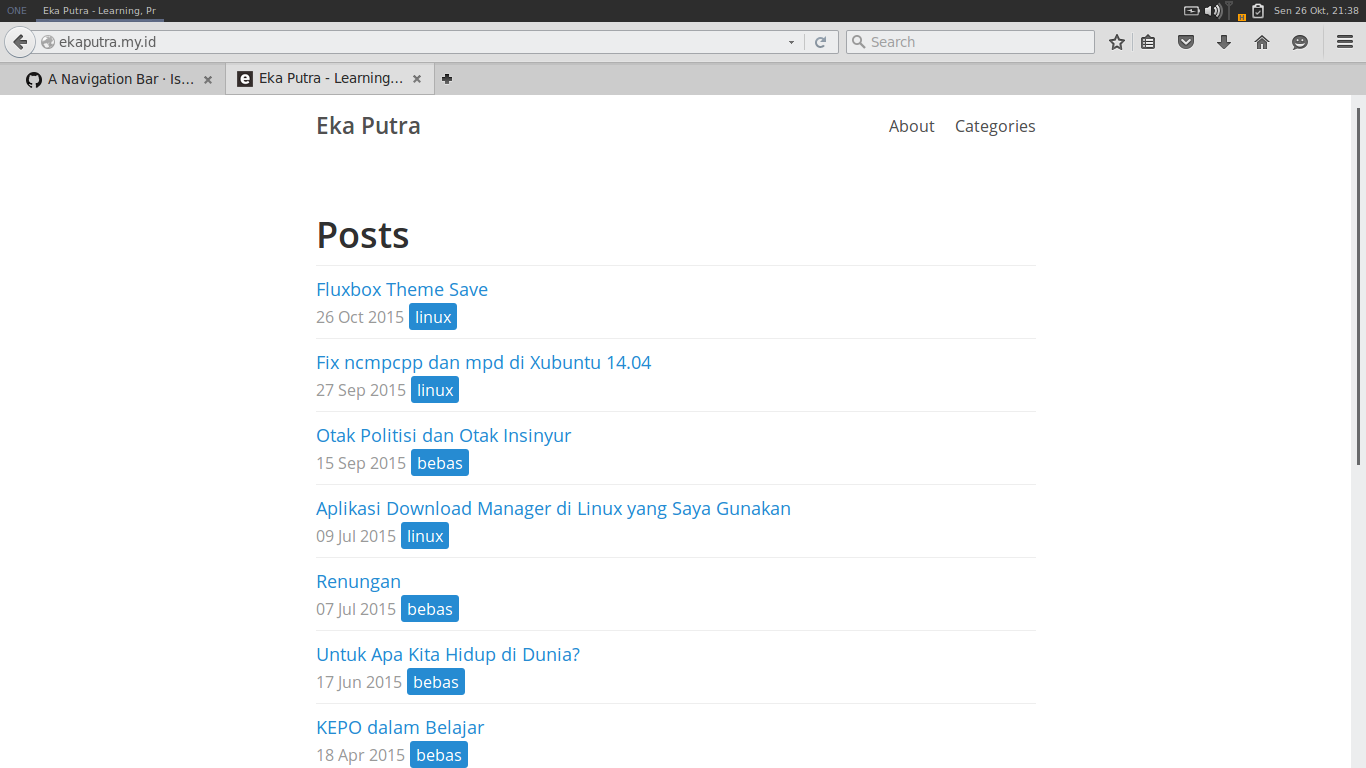 ONE Eka Putra - Learning, Pr Sen 26 Okt, 21:38
ekaputra.my.id Search
A Navigation Bar · Is... Eka Putra - Learning...
Eka Putra About Categories
Posts
Fluxbox Theme Save
26 Oct 2015 linux
Fix ncmpcpp dan mpd di Xubuntu 14.04
27 Sep 2015 linux
Otak Politisi dan Otak Insinyur
15 Sep 2015 bebas
Aplikasi Download Manager di Linux yang Saya Gunakan
09 Jul 2015 linux
Renungan
07 Jul 2015 bebas
Untuk Apa Kita Hidup di Dunia?
17 Jun 2015 bebas
KEPO dalam Belajar
18 Apr 2015 bebas